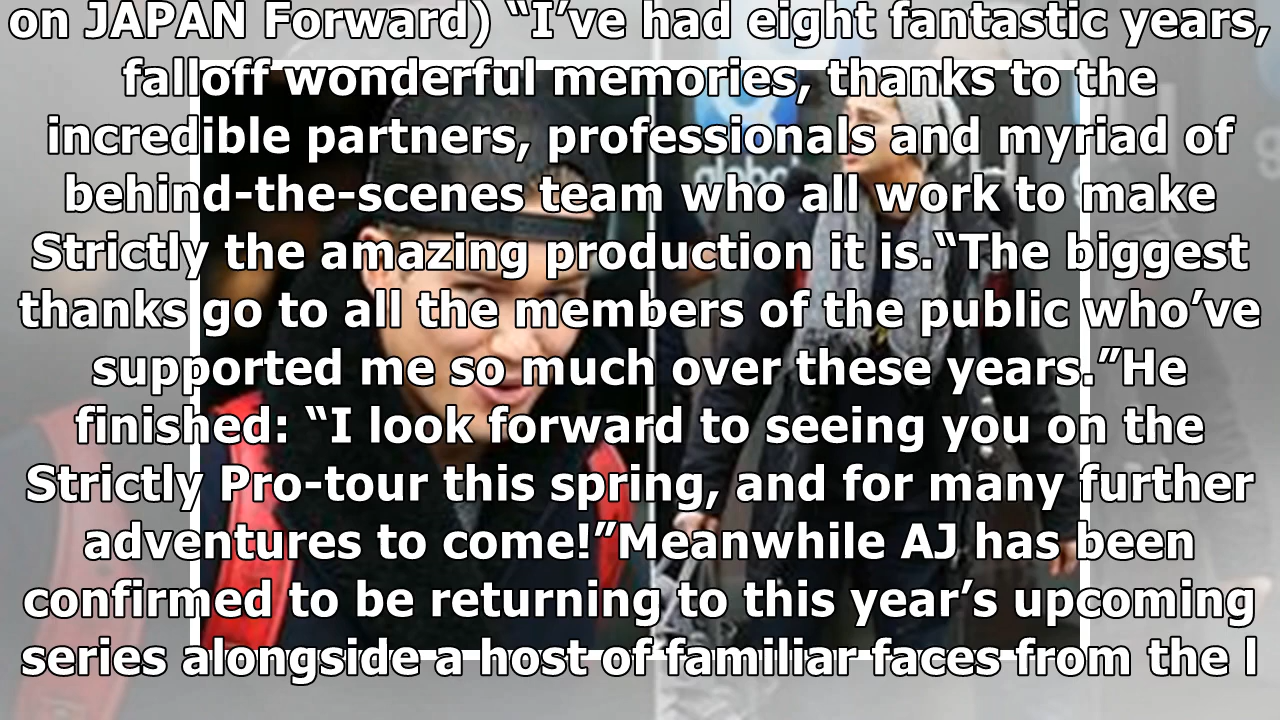 on JAPAN Forward) “I’ve had eight fantastic years,
falloff wonderful memories, thanks to the
incredible partners, professionals and myriad of
behind-the-scenes team who all work to make
Strictly the amazing production it is.“The biggest
thanks go to all the members of the public who’ve
supported me so much over these years.”He
finished: “I look forward to seeing you on the
Strictly Pro-tour this spring, and for many further
adventures to come!”Meanwhile AJ has been
confirmed to be returning to this year’s upcoming
series alongside a host of familiar faces from the l